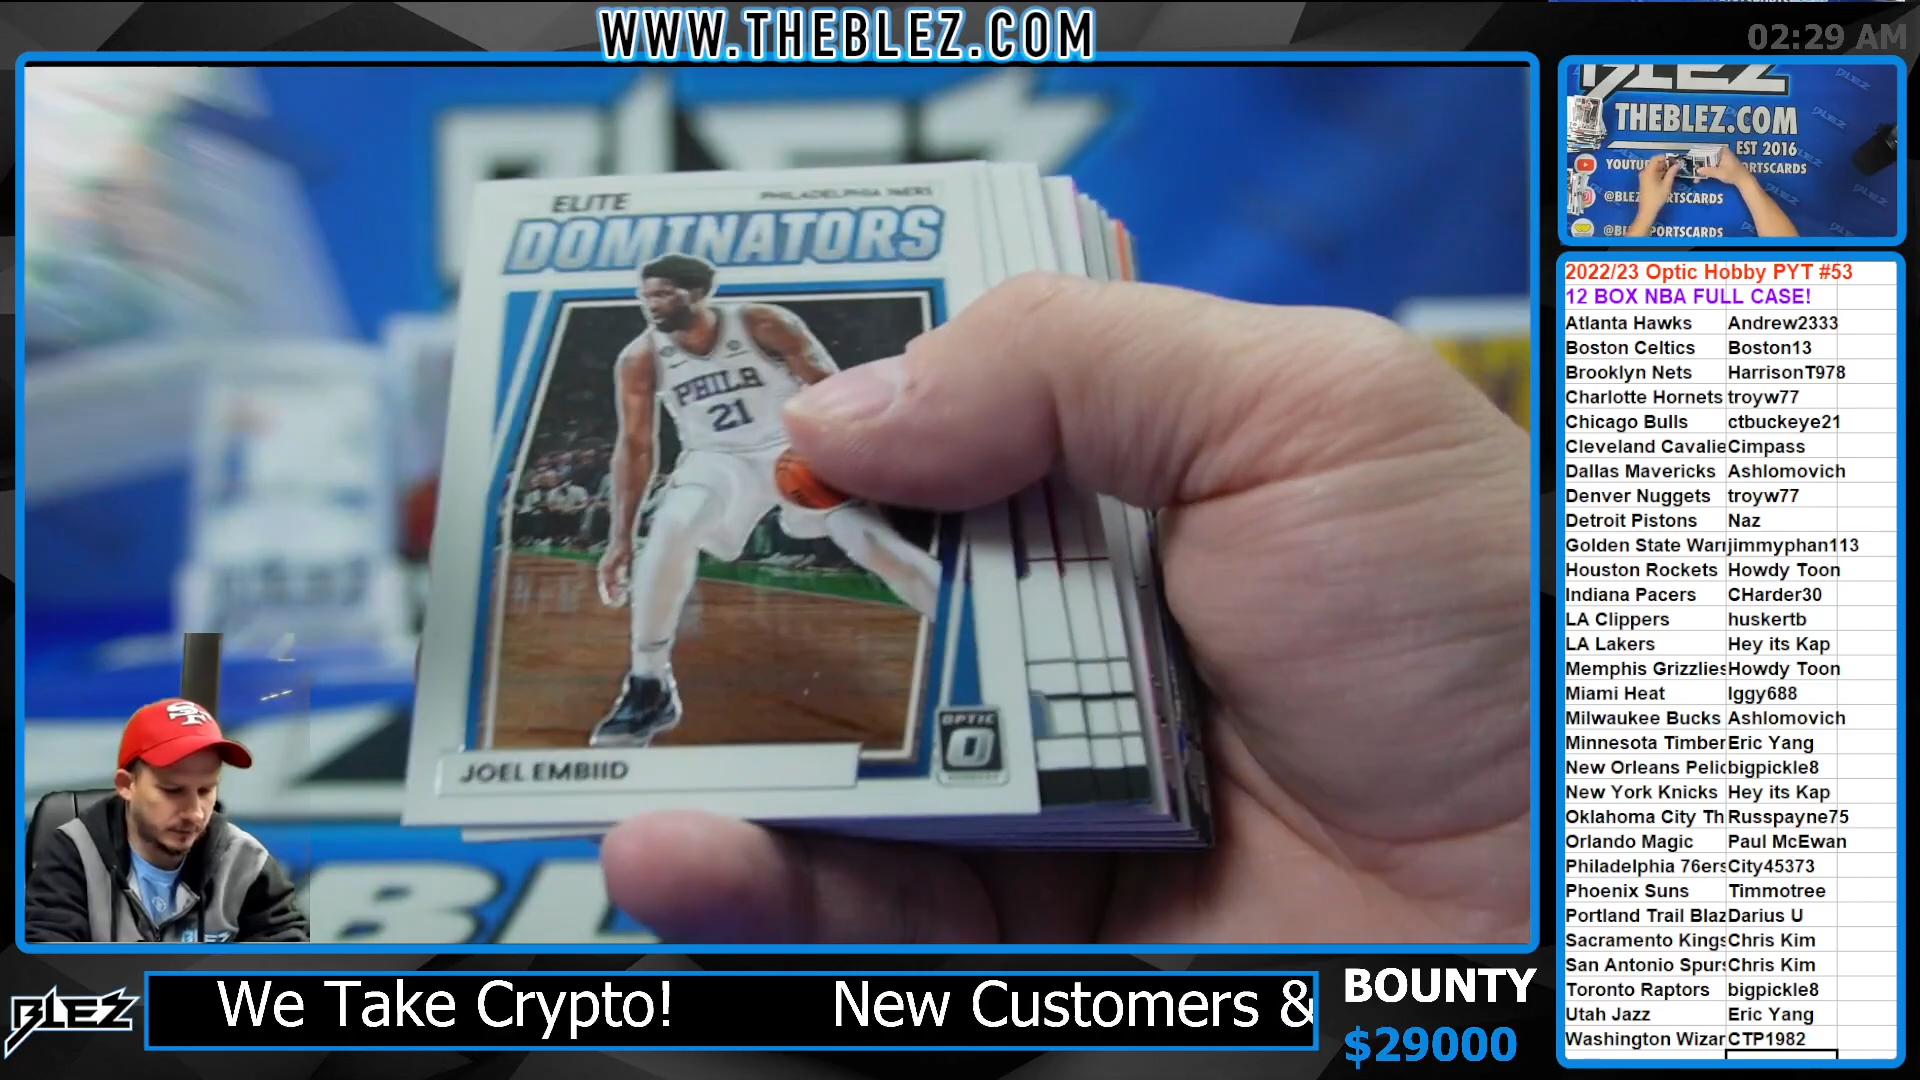 WWW.THEBLEZ.COM
02:29 AM
BLEZ
THEBLEZ.COM
EST 2016
ELITE
PHILADELPHIA 76ERS
DOMINATORS
PHILA
21
OPTIC
JOEL EMBIID
2022/23 Optic Hobby PYT #53
12 BOX NBA FULL CASE!
Atlanta Hawks Andrew2333
Boston Celtics Boston13
Brooklyn Nets HarrisonT978
Charlotte Hornets troyw77
Chicago Bulls ctbuckeye21
Cleveland Cavalie Cimpass
Dallas Mavericks Ashlomovich
Denver Nuggets troyw77
Detroit Pistons Naz
Golden State Warr jimmyphan113
Houston Rockets Howdy Toon
Indiana Pacers CHarder30
LA Clippers huskertb
LA Lakers Hey its Kap
Memphis Grizzlies Howdy Toon
Miami Heat Iggy688
Milwaukee Bucks Ashlomovich
Minnesota Timber Eric Yang
New Orleans Pelic bigpickle8
New York Knicks Hey its Kap
Oklahoma City Th Russpayne75
Orlando Magic Paul McEwan
Philadelphia 76ers City45373
Phoenix Suns Timmotree
Portland Trail Blaz Darius U
Sacramento Kings Chris Kim
San Antonio Spurs Chris Kim
Toronto Raptors bigpickle8
Utah Jazz Eric Yang
Washington Wizar CTP1982
BLEZ
We Take Crypto! New Customers &
BOUNTY
$29000